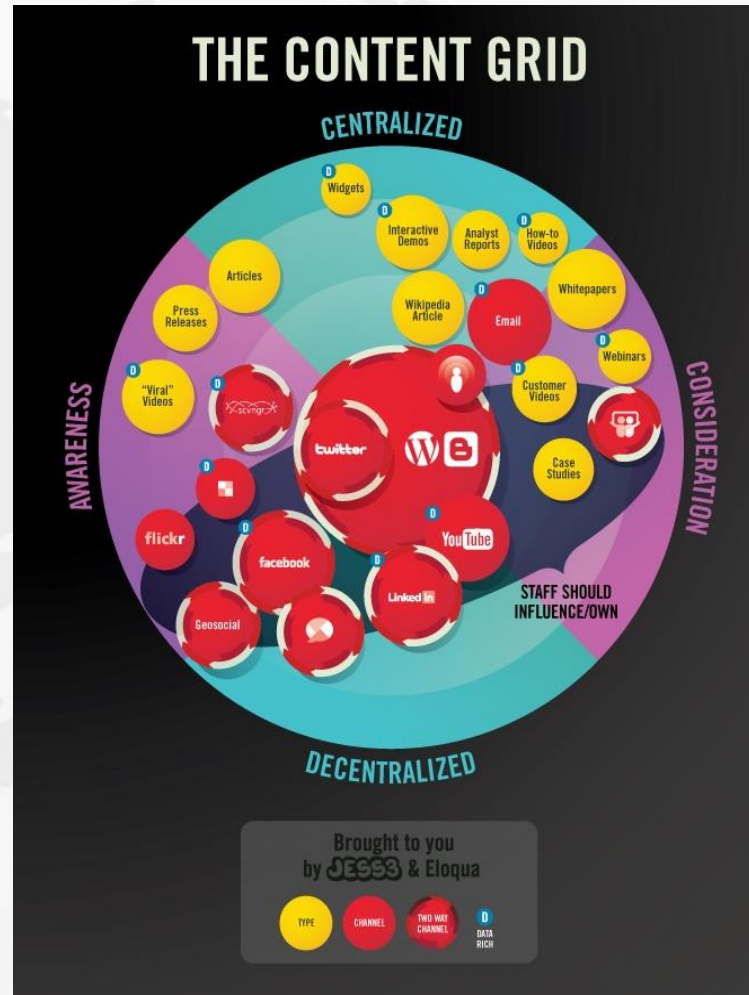 THE CONTENT GRID
CENTRALIZED
D
Widgets
D
Interactive
Demos
Analyst
Reports
D
How-to
Videos
Articles
Wikipedia
Article
D
Email
Whitepapers
Press
Releases
D
Webinars
D
"Viral"
Videos
D
scvngr
D
Customer
Videos
AWARENESS
CONSIDERATION
twitter
Case
Studies
D
flickr
D
facebook
D
YouTube
D
Linked in
STAFF SHOULD
INFLUENCE/OWN
Geosocial
DECENTRALIZED
Brought to you
by JESS3 & Eloqua
TYPE
CHANNEL
TWO WAY
CHANNEL
D
DATA
RICH